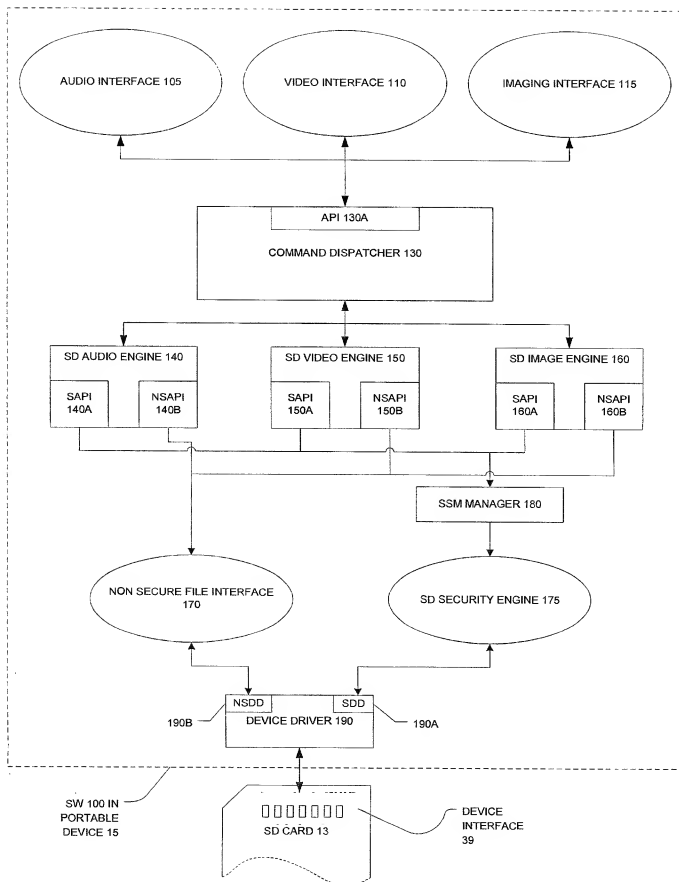 AUDIO INTERFACE 105
VIDEO INTERFACE 110
IMAGING INTERFACE 115
API 130A
COMMAND DISPATCHER 130
SD AUDIO ENGINE 140
SAPI
140A
NSAPI
140B
SD VIDEO ENGINE 150
SAPI
150A
NSAPI
150B
SD IMAGE ENGINE 160
SAPI
160A
NSAPI
160B
SSM MANAGER 180
NON SECURE FILE INTERFACE
170
SD SECURITY ENGINE 175
NSDD
SDD
190B
DEVICE DRIVER 190
190A
SW 100 IN
PORTABLE
DEVICE 15
SD CARD 13
DEVICE
INTERFACE
39